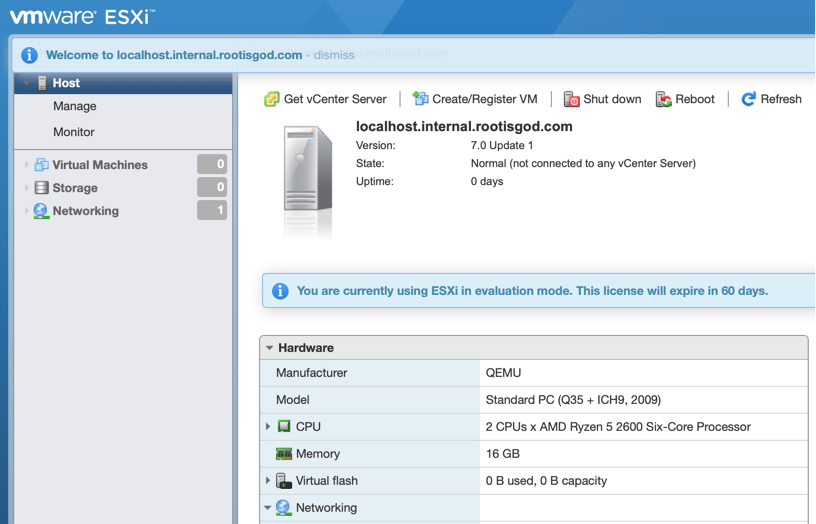 vmware® ESXi™
Welcome to localhost.internal.rootisgod.com - dismiss
Host
Manage
Monitor
Virtual Machines 0
Storage 0
Networking 1
Get vCenter Server | Create/Register VM | Shut down Reboot | Refresh
localhost.internal.rootisgod.com
Version: 7.0 Update 1
State: Normal (not connected to any vCenter Server)
Uptime: 0 days
You are currently using ESXi in evaluation mode. This license will expire in 60 days.
Hardware
Manufacturer QEMU
Model Standard PC (Q35 + ICH9, 2009)
CPU 2 CPUs x AMD Ryzen 5 2600 Six-Core Processor
Memory 16 GB
Virtual flash 0 B used, 0 B capacity
Networking